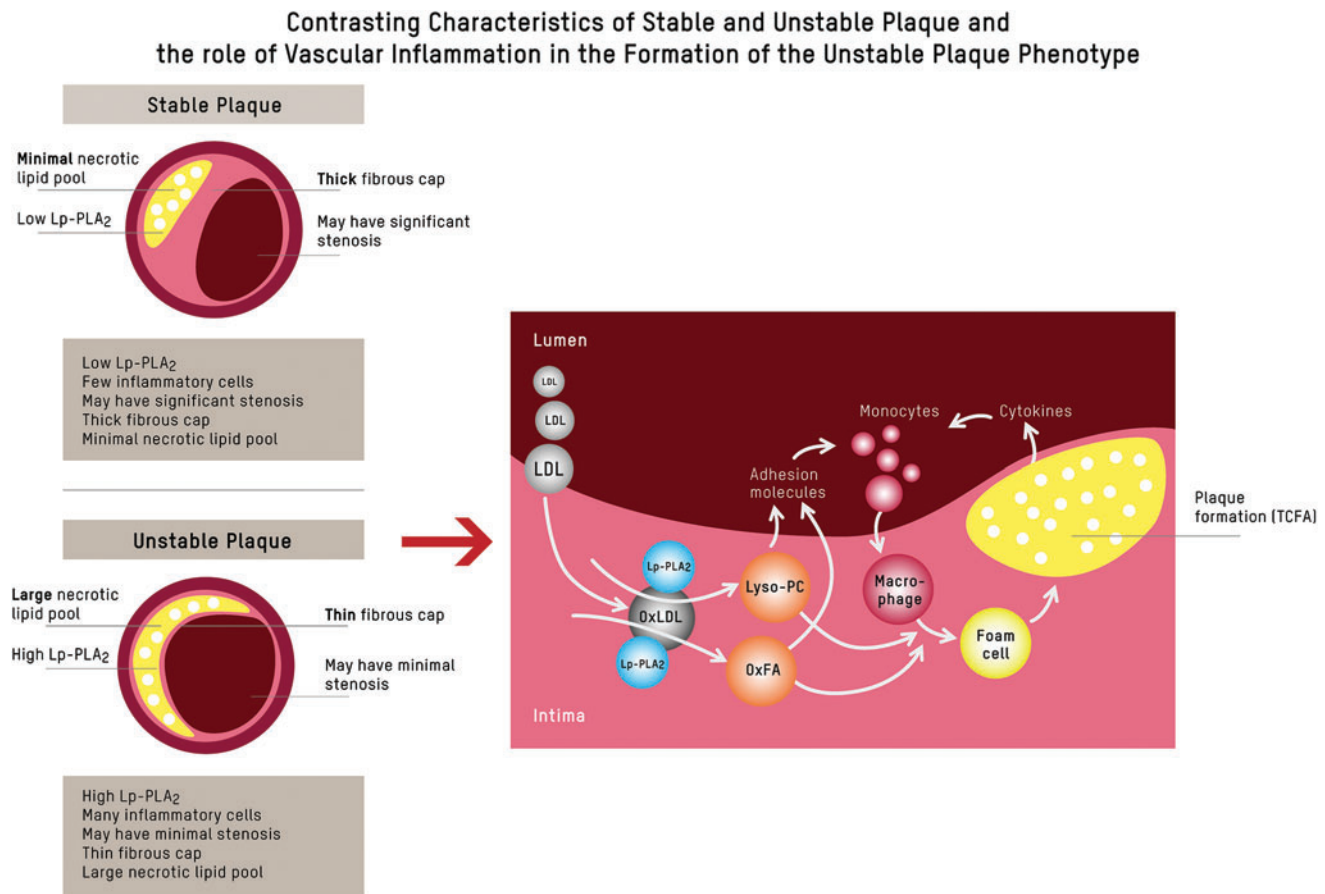 Contrasting Characteristics of Stable and Unstable Plaque and
the role of Vascular Inflammation in the Formation of the Unstable Plaque Phenotype
Stable Plaque
Minimal necrotic
lipid pool
Low Lp-PLA₂
Thick fibrous cap
May have significant
stenosis
Low Lp-PLA₂
Few inflammatory cells
May have significant stenosis
Thick fibrous cap
Minimal necrotic lipid pool
Unstable Plaque
Large necrotic
lipid pool
High Lp-PLA₂
Thin fibrous cap
May have minimal
stenosis
High Lp-PLA₂
Many inflammatory cells
May have minimal stenosis
Thin fibrous cap
Large necrotic lipid pool
Lumen
LDL
LDL
LDL
Monocytes
Cytokines
Adhesion
molecules
Lp-PLA2
OxLDL
Lp-PLA2
Lyso-PC
OxFA
Macro-
phage
Foam
cell
Plaque
formation (TCFA)
Intima